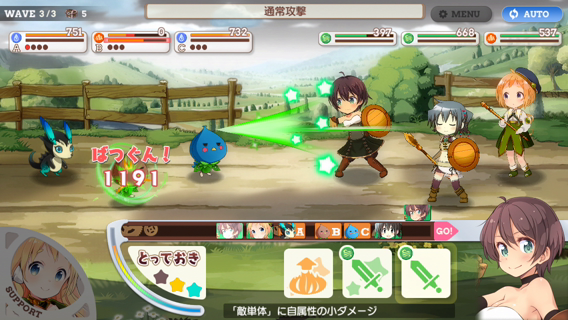 WAVE 3/3 5
通常攻撃
MENU
AUTO
751
0
732
397
668
537
A
B
C
ばつぐん!
1191
A B C GO!
とっておき
SUPPORT
「敵単体」に自属性の小ダメージ